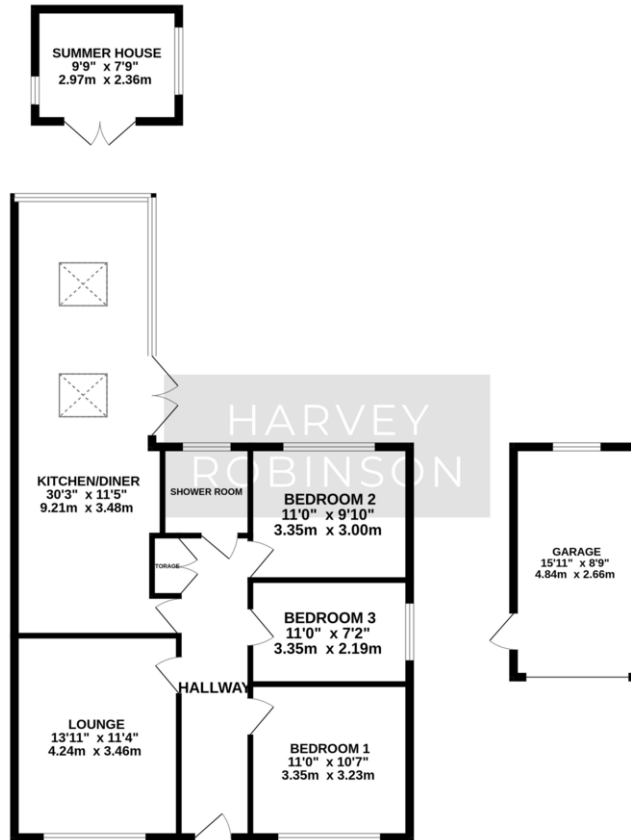 SUMMER HOUSE
9'9" x 7'9"
2.97m x 2.36m
HARVEY
ROBINSON
KITCHEN/DINER
30'3" x 11'5"
9.21m x 3.48m
SHOWER ROOM
BEDROOM 2
11'0" x 9'10"
3.35m x 3.00m
GARAGE
15'11" x 8'9"
4.84m x 2.66m
TORAGE
BEDROOM 3
11'0" x 7'2"
3.35m x 2.19m
HALLWAY
LOUNGE
13'11" x 11'4"
4.24m x 3.46m
BEDROOM 1
11'0" x 10'7"
3.35m x 3.23m